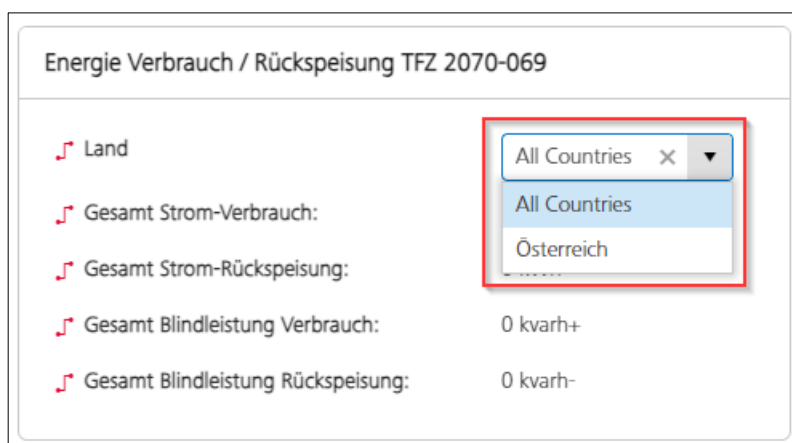 Energie Verbrauch / Rückspeisung TFZ 2070-069
Land
All Countries
All Countries
Gesamt Strom-Verbrauch:
Österreich
Gesamt Strom-Rückspeisung:
Gesamt Blindleistung Verbrauch: 0 kvarh+
Gesamt Blindleistung Rückspeisung: 0 kvarh-